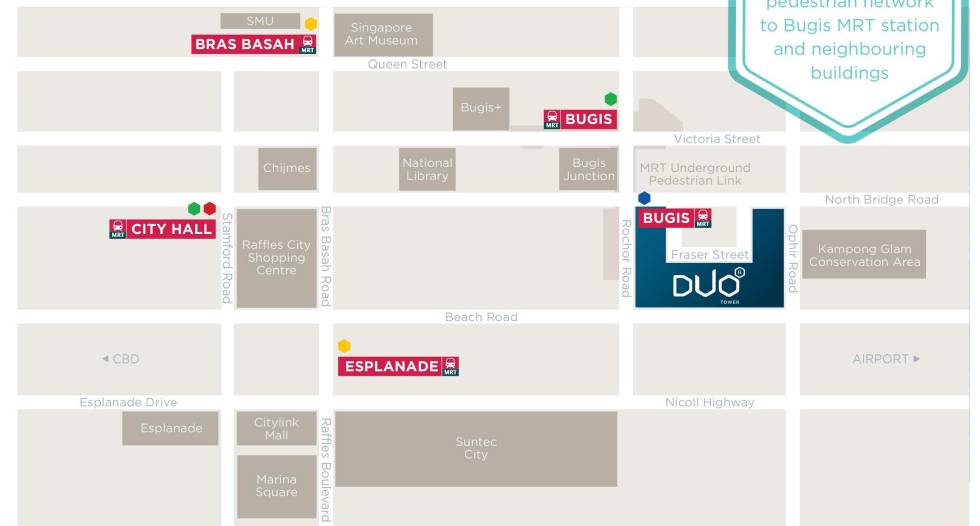 pedestrian network
to Bugis MRT station
and neighbouring
buildings
SMU
BRAS BASAH MRT
Singapore
Art Museum
Queen Street
Bugis+
MRT BUGIS
Victoria Street
Chijmes
National
Library
Bugis
Junction
MRT Underground
Pedestrian Link
North Bridge Road
MRT CITY HALL
Stamford Road
Raffles City
Shopping
Centre
Bras Basah Road
Rochor Road
BUGIS MRT
Fraser Street
DUO
TOWER
Ophir Road
Kampong Glam
Conservation Area
Beach Road
CBD
ESPLANADE MRT
AIRPORT
Esplanade Drive
Nicoll Highway
Esplanade
Citylink
Mall
Raffles Boulevard
Suntec
City
Marina
Square